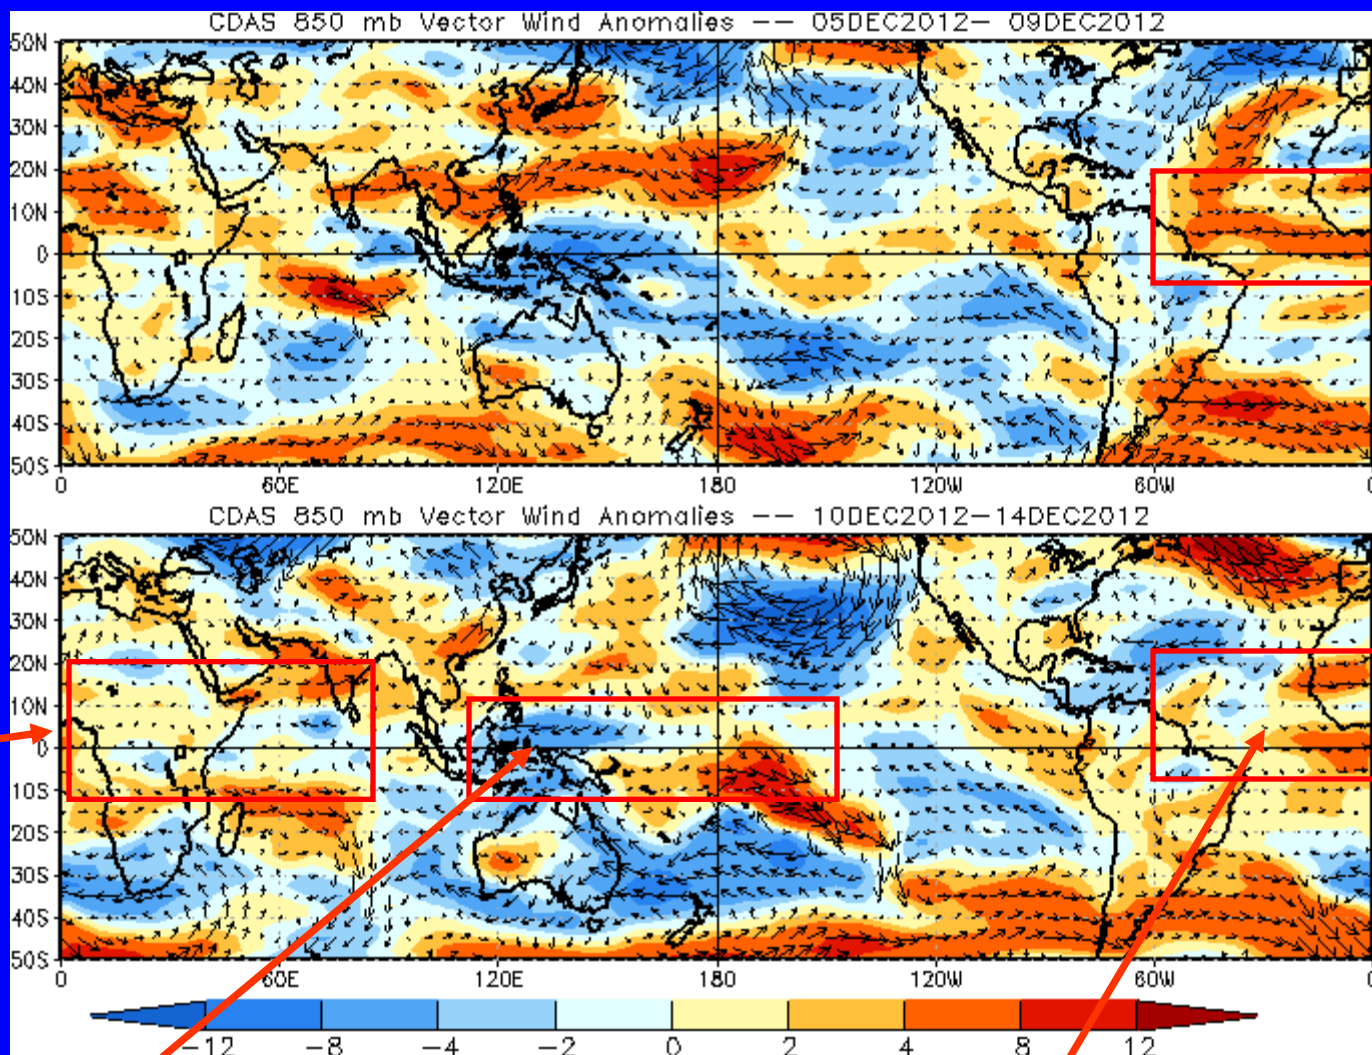 CDAS 850 mb Vector Wind Anomalies -- 05DEC2012- 09DEC2012
50N
40N
30N
20N
10N
0
10S
20S
30S
40S
50S
0 60E 120E 180 120W 60W 0
CDAS 850 mb Vector Wind Anomalies -- 10DEC2012-14DEC2012
50N
40N
30N
20N
10N
0
10S
20S
30S
40S
50S
0 60E 120E 180 120W 60W 0
-12 -8 -4 -2 0 2 4 8 12